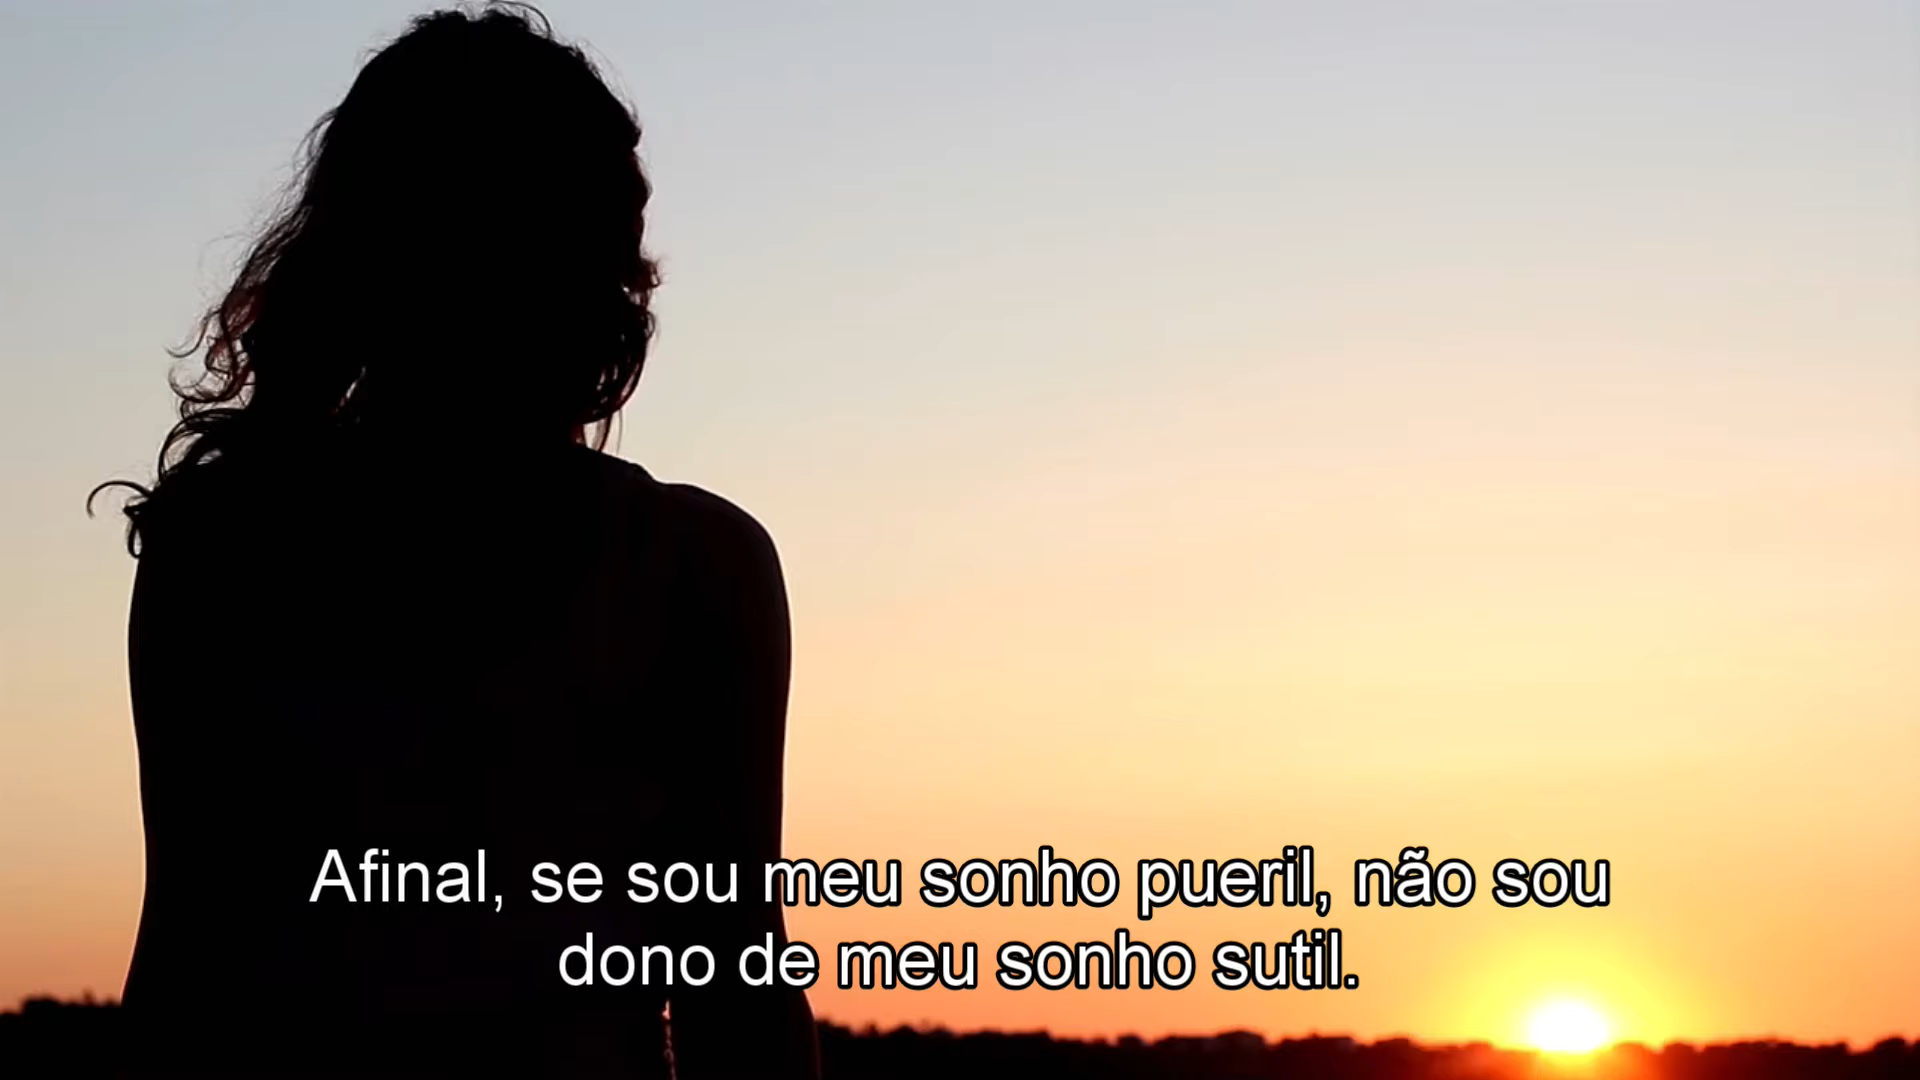 Afinal, se sou meu sonho pueril, não sou
dono de meu sonho sutil.